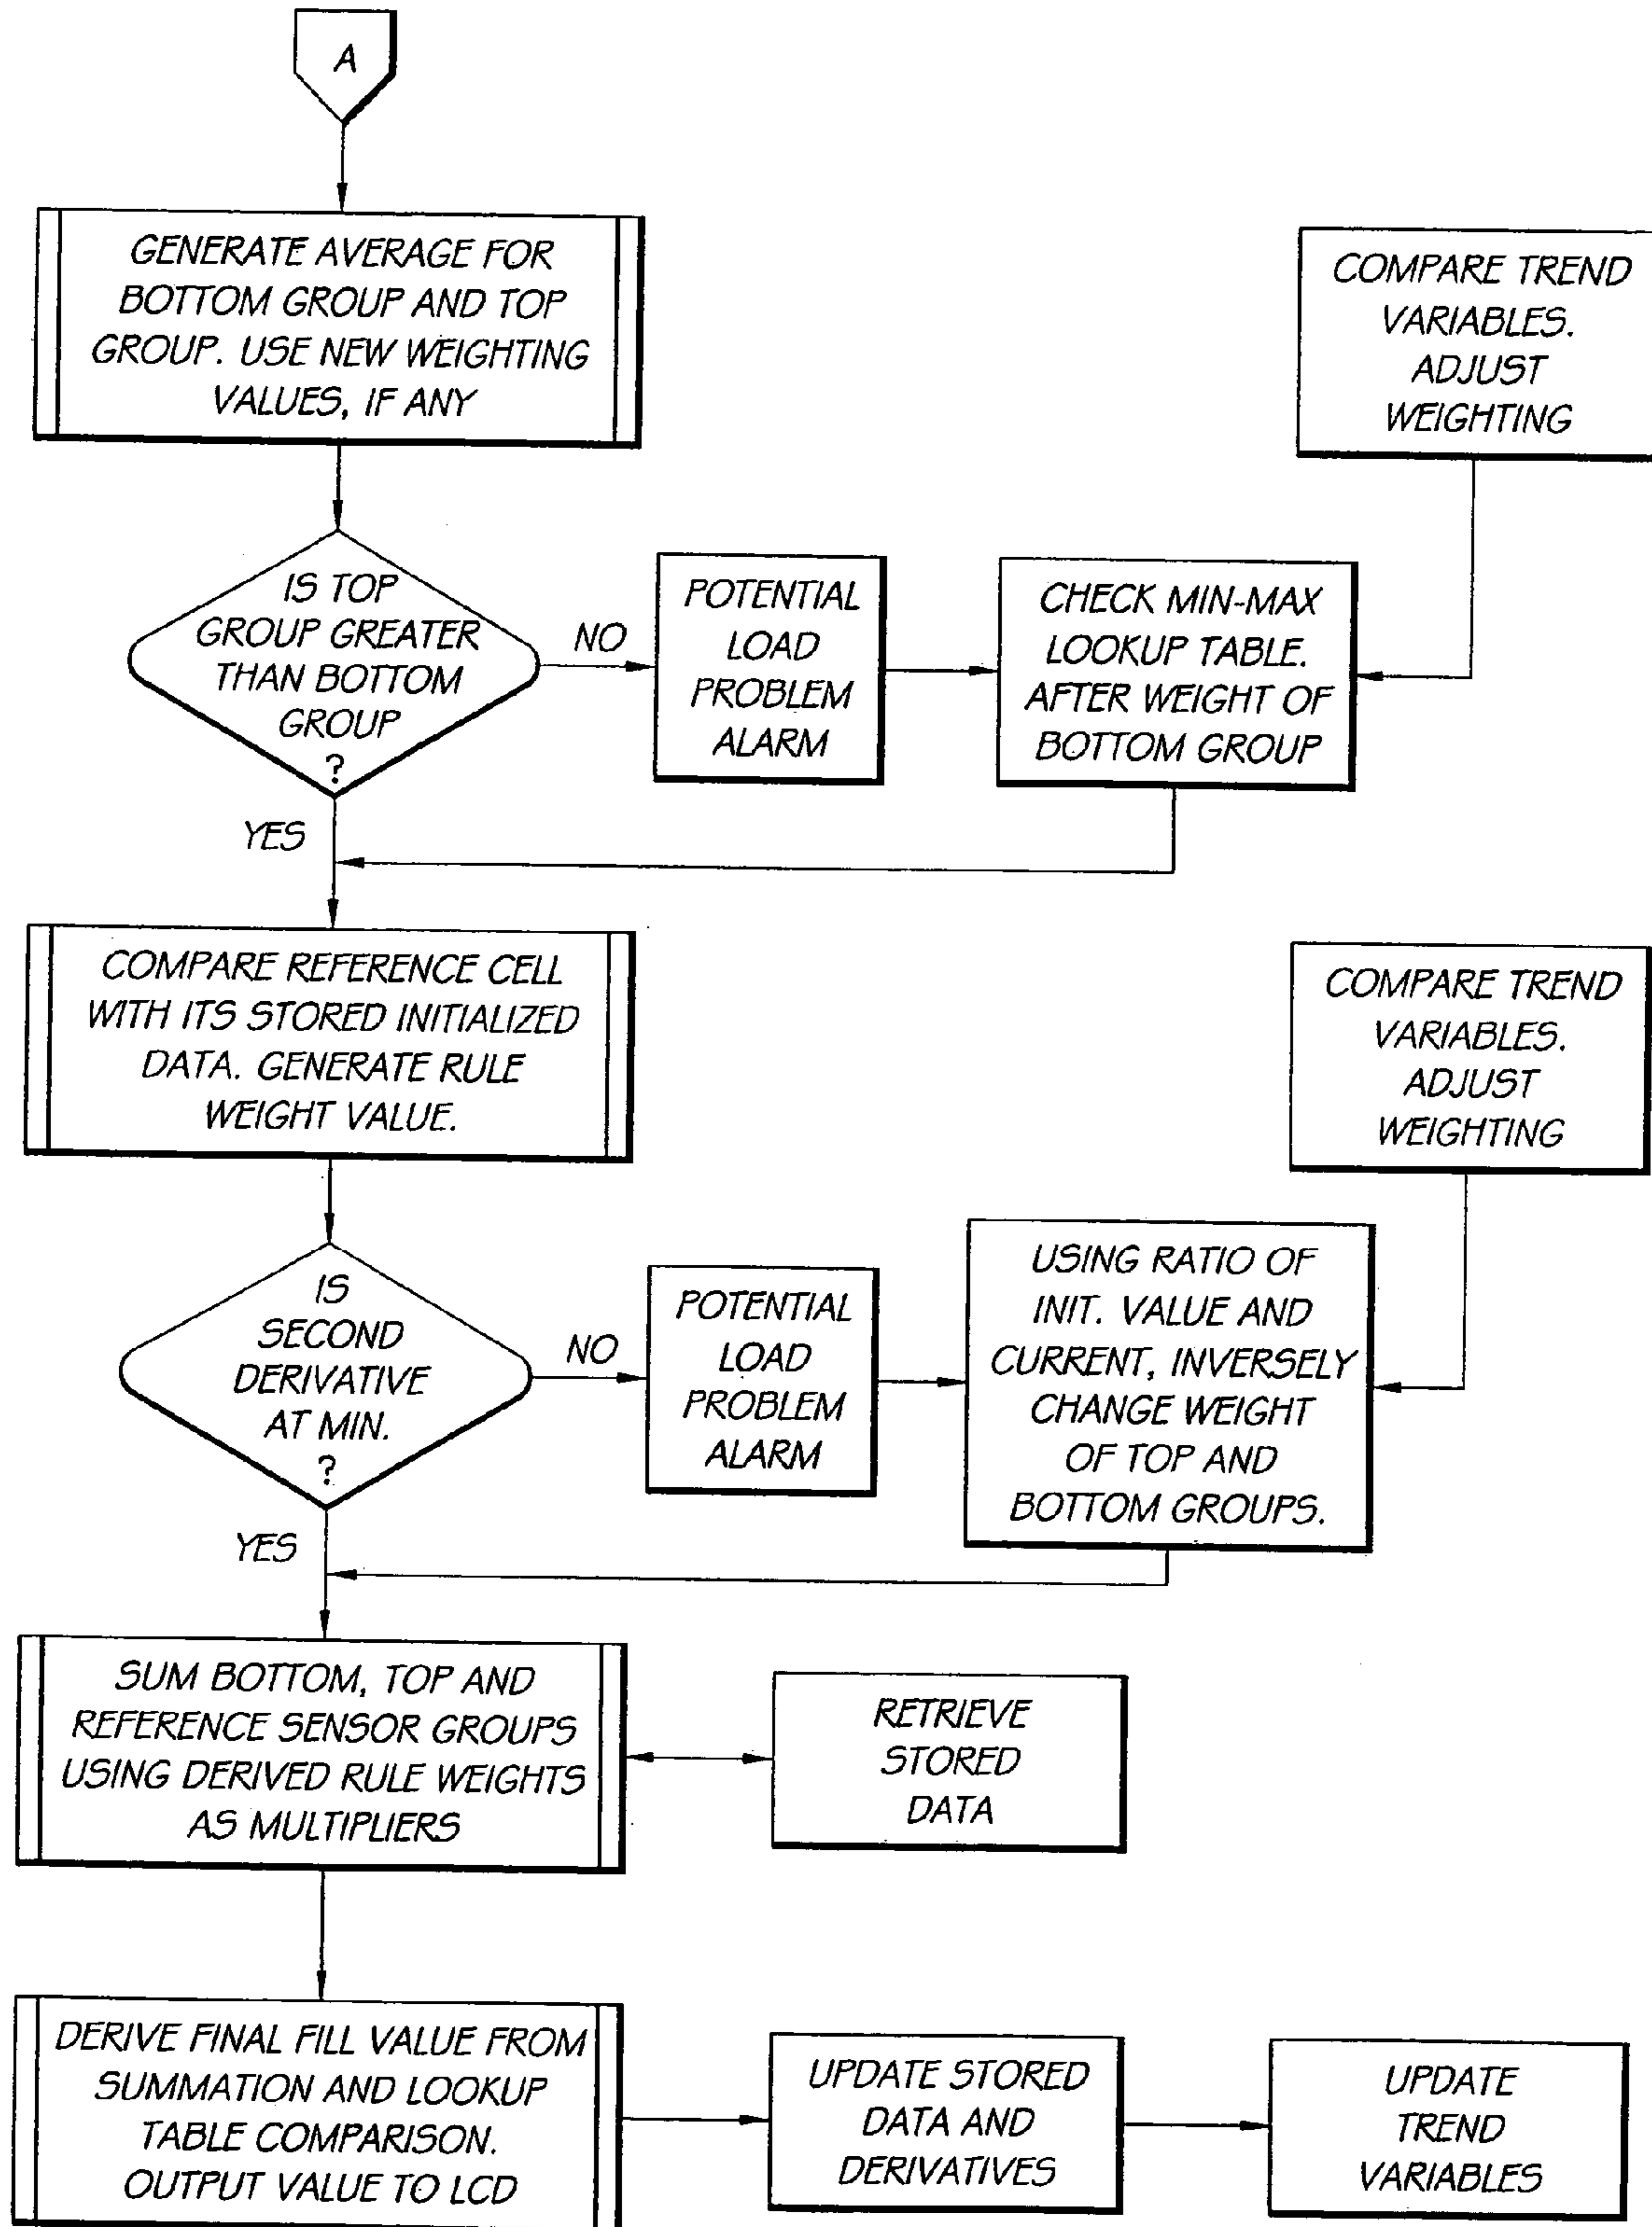 A
GENERATE AVERAGE FOR
BOTTOM GROUP AND TOP
GROUP. USE NEW WEIGHTING
VALUES, IF ANY
COMPARE TREND
VARIABLES.
ADJUST
WEIGHTING
IS TOP
GROUP GREATER
THAN BOTTOM
GROUP
?
NO
POTENTIAL
LOAD
PROBLEM
ALARM
CHECK MIN-MAX
LOOKUP TABLE.
AFTER WEIGHT OF
BOTTOM GROUP
YES
COMPARE REFERENCE CELL
WITH ITS STORED INITIALIZED
DATA. GENERATE RULE
WEIGHT VALUE.
COMPARE TREND
VARIABLES.
ADJUST
WEIGHTING
IS
SECOND
DERIVATIVE
AT MIN.
?
NO
POTENTIAL
LOAD
PROBLEM
ALARM
USING RATIO OF
INIT. VALUE AND
CURRENT, INVERSELY
CHANGE WEIGHT
OF TOP AND
BOTTOM GROUPS.
YES
SUM BOTTOM, TOP AND
REFERENCE SENSOR GROUPS
USING DERIVED RULE WEIGHTS
AS MULTIPLIERS
RETRIEVE
STORED
DATA
DERIVE FINAL FILL VALUE FROM
SUMMATION AND LOOKUP
TABLE COMPARISON.
OUTPUT VALUE TO LCD
UPDATE STORED
DATA AND
DERIVATIVES
UPDATE
TREND
VARIABLES